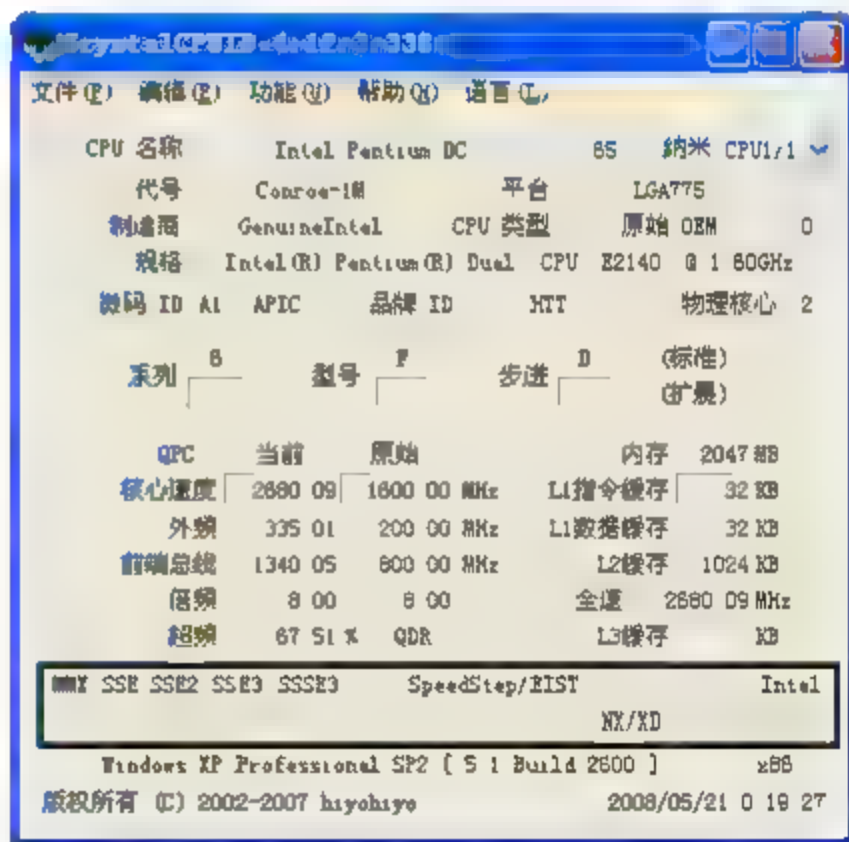 文件(F) 编辑(E) 功能(U) 帮助(H) 语言(L)
CPU 名称 Intel Pentium DC 65 纳米 CPU1/1
代号 Conroe-1M 平台 LGA775
制造商 GenuineIntel CPU 类型 原始 OEM 0
规格 Intel(R) Pentium(R) Dual CPU E2140 @ 1 60GHz
微码 ID A1 APIC 品牌 ID HTT 物理核心 2
系列 6 型号 F 步进 D (标准)
(扩展)
QPC 当前 原始 内存 2047 MB
核心速度 2680 09 1600 00 MHz L1指令缓存 32 KB
外频 335 01 200 00 MHz L1数据缓存 32 KB
前端总线 1340 05 800 00 MHz L2缓存 1024 KB
倍频 8 00 8 00 全速 2680 09 MHz
超频 67 51 % QDR L3缓存 KB
MMX SSE SSE2 SSE3 SSSE3 SpeedStep/EIST Intel
NX/XD
Windows XP Professional SP2 [ 5 1 Build 2600 ] x86
版权所有 (C) 2002-2007 hiyohiyo 2008/05/21 0 19 27